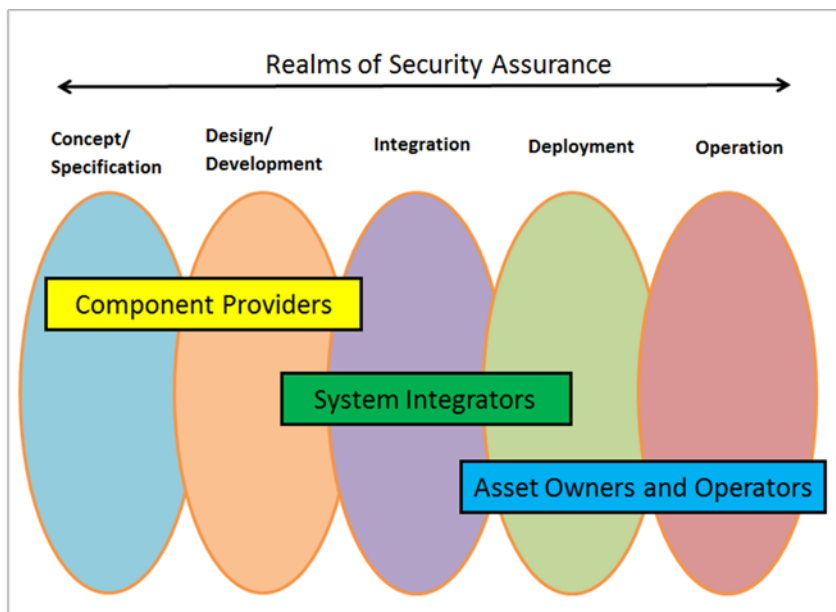 Realms of Security Assurance
Concept/
Specification
Design/
Development
Integration
Deployment
Operation
Component Providers
System Integrators
Asset Owners and Operators